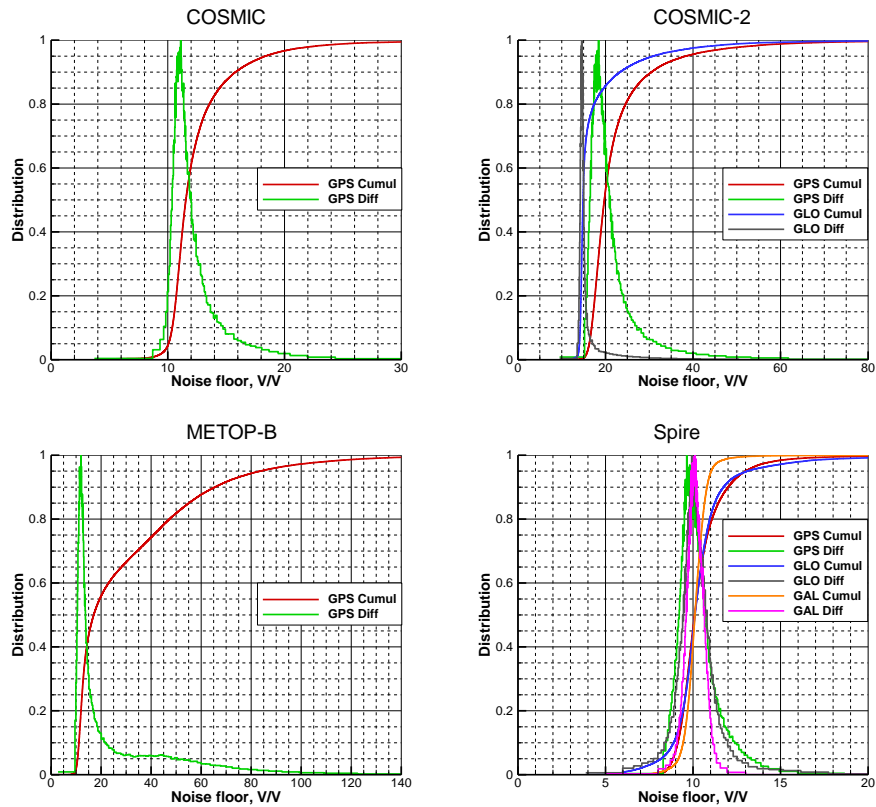 COSMIC
Distribution
1
0.8
0.6
0.4
0.2
0
0
10
20
30
Noise floor, V/V
GPS Cumul
GPS Diff
COSMIC-2
Distribution
1
0.8
0.6
0.4
0.2
0
0
20
40
60
80
Noise floor, V/V
GPS Cumul
GPS Diff
GLO Cumul
GLO Diff
METOP-B
Distribution
1
0.8
0.6
0.4
0.2
0
0
20
40
60
80
100
120
140
Noise floor, V/V
GPS Cumul
GPS Diff
Spire
Distribution
1
0.8
0.6
0.4
0.2
0
0
5
10
15
20
Noise floor, V/V
GPS Cumul
GPS Diff
GLO Cumul
GLO Diff
GAL Cumul
GAL Diff